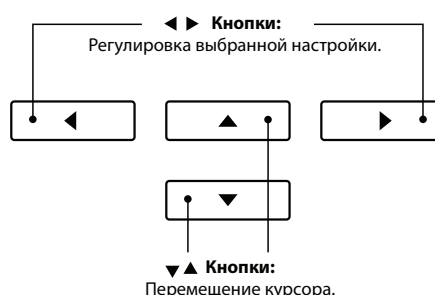 ◀ ▶ Кнопки:
Регулировка выбранной настройки.
◀
▲
▶
▼
▼▲ Кнопки:
Перемещение курсора.